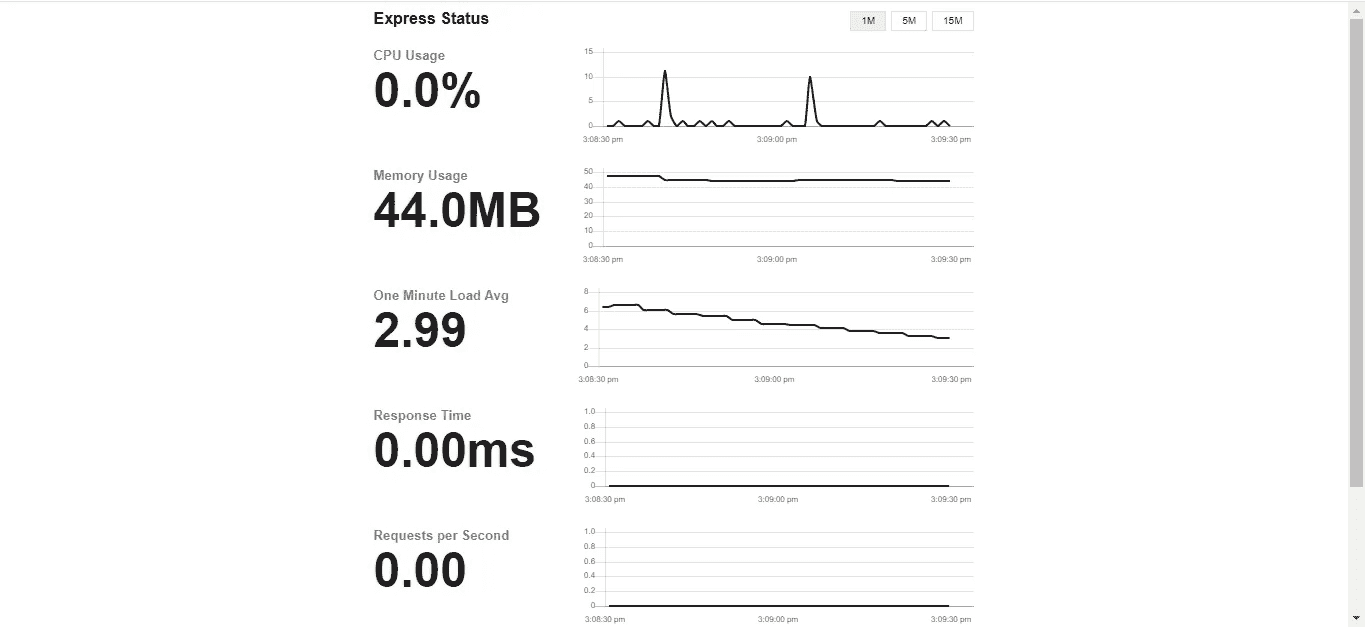 Express Status
1M 5M 15M
CPU Usage
0.0%
15
10
5
0
3:08:30 pm 3:09:00 pm 3:09:30 pm
Memory Usage
44.0MB
50
40
30
20
10
0
3:08:30 pm 3:09:00 pm 3:09:30 pm
One Minute Load Avg
2.99
8
6
4
2
0
3:08:30 pm 3:09:00 pm 3:09:30 pm
Response Time
0.00ms
1.0
0.8
0.6
0.4
0.2
0
3:08:30 pm 3:09:00 pm 3:09:30 pm
Requests per Second
0.00
1.0
0.8
0.6
0.4
0.2
0
3:08:30 pm 3:09:00 pm 3:09:30 pm